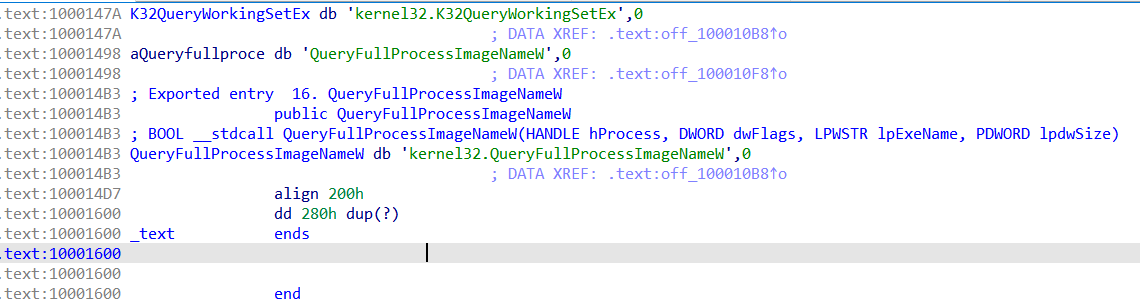 .text:1000147A K32QueryWorkingSetEx db 'kernel32.K32QueryWorkingSetEx',0
.text:1000147A ; DATA XREF: .text:off_100010B8↑o
.text:10001498 aQueryfullproce db 'QueryFullProcessImageNameW',0
.text:10001498 ; DATA XREF: .text:off_100010F8↑o
.text:100014B3 ; Exported entry  16. QueryFullProcessImageNameW
.text:100014B3 public QueryFullProcessImageNameW
.text:100014B3 ; BOOL __stdcall QueryFullProcessImageNameW(HANDLE hProcess, DWORD dwFlags, LPWSTR lpExeName, PDWORD lpdwSize)
.text:100014B3 QueryFullProcessImageNameW db 'kernel32.QueryFullProcessImageNameW',0
.text:100014B3 ; DATA XREF: .text:off_100010B8↑o
.text:100014D7 align 200h
.text:10001600 dd 280h dup(?)
.text:10001600 _text ends
.text:10001600
.text:10001600
.text:10001600 end